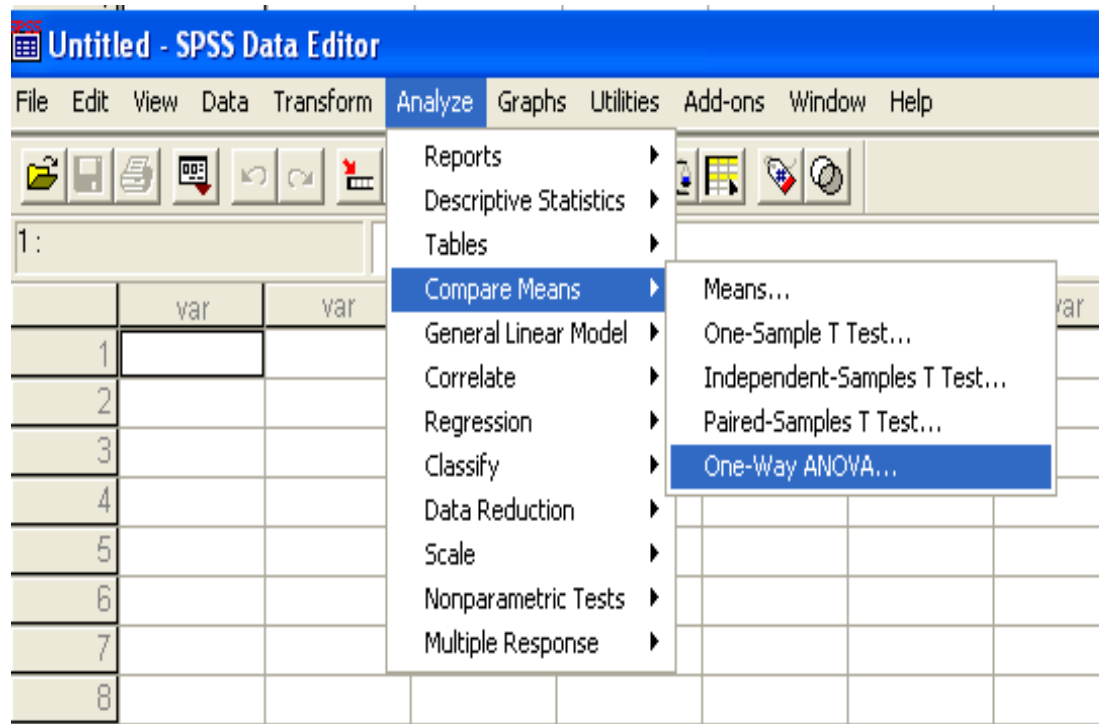 SPSS
Untitled - SPSS Data Editor
File Edit View Data Transform Analyze Graphs Utilities Add-ons Window Help
1 :
Reports
Descriptive Statistics
Tables
Compare Means
General Linear Model
Correlate
Regression
Classify
Data Reduction
Scale
Nonparametric Tests
Multiple Response
Means...
One-Sample T Test...
Independent-Samples T Test...
Paired-Samples T Test...
One-Way ANOVA...
var var var
1
2
3
4
5
6
7
8